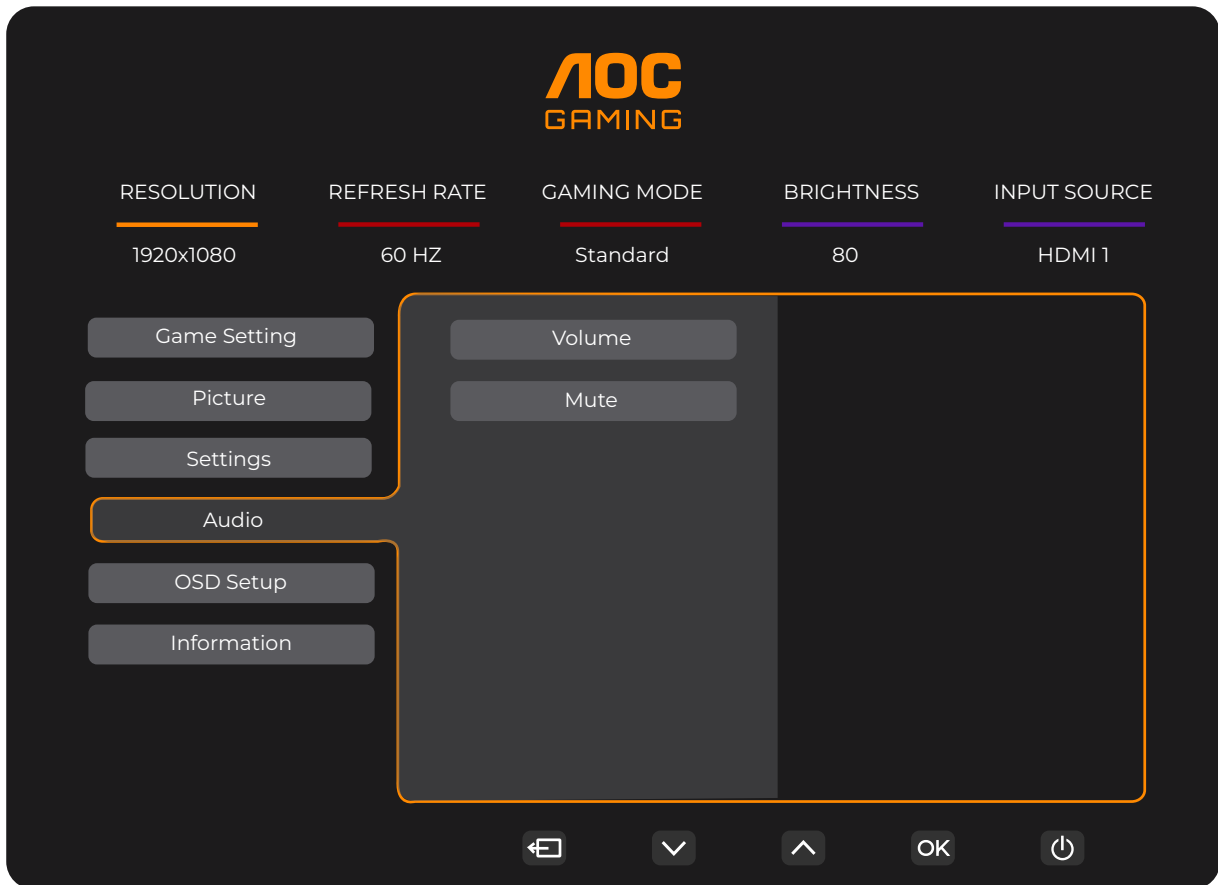 AOC
GAMING
RESOLUTION REFRESH RATE GAMING MODE BRIGHTNESS INPUT SOURCE
1920x1080 60 HZ Standard 80 HDMI 1
Game Setting
Volume
Picture
Mute
Settings
Audio
OSD Setup
Information
OK